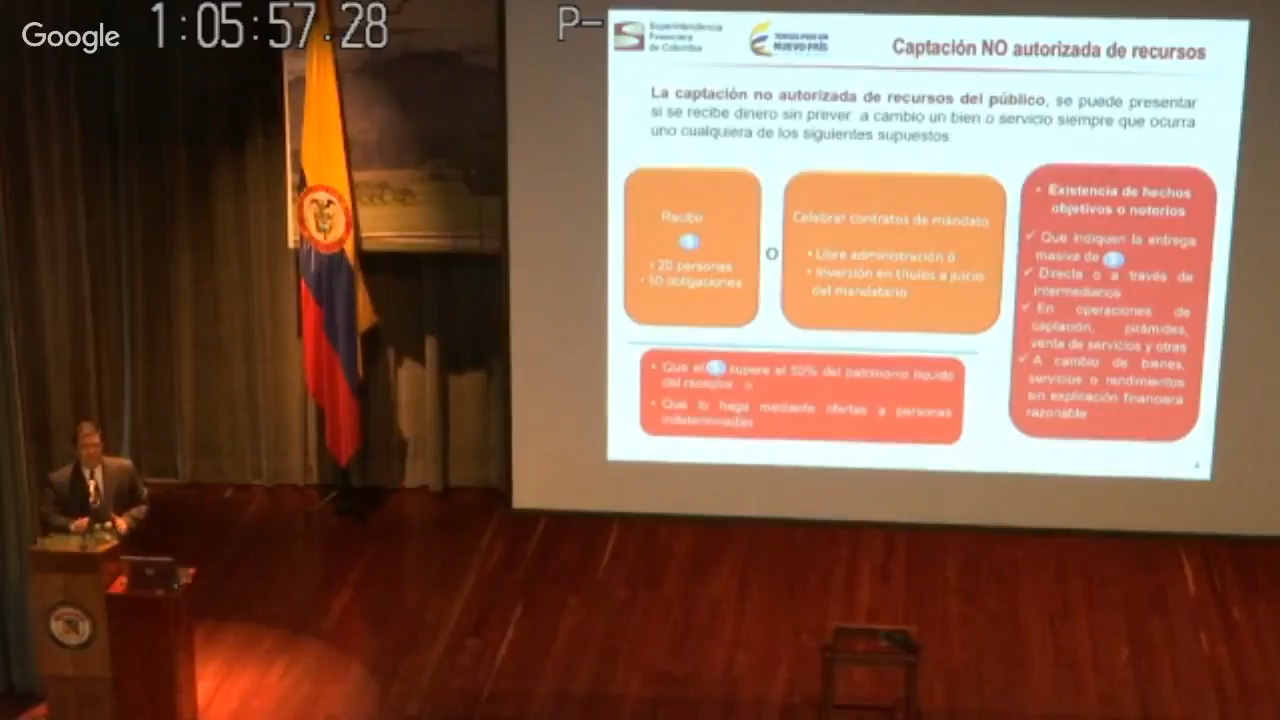 Google
1:05:57.28
P-
Superintendencia
Financiera
de Colombia
TODOS POR UN
NUEVO PAÍS
Captación NO autorizada de recursos
La captación no autorizada de recursos del público, se puede presentar
si se recibe dinero sin prever a cambio un bien o servicio siempre que ocurra
uno cualquiera de los siguientes supuestos:
Recibe
$
• 20 personas
• 50 obligaciones
O
Celebrar contratos de mandato
• Libre administración ó
• Inversión en títulos a juicio
del mandatario
• Existencia de hechos
objetivos o notorios
✓ Que indiquen la entrega
masiva de $
✓ Directa o a través de
intermediarios
✓ En operaciones de
captación, pirámides,
venta de servicios y otras
✓ A cambio de bienes,
servicios o rendimientos
sin explicación financiera
razonable
• Que el $ supere el 50% del patrimonio líquido
del receptor o
• Que lo haga mediante ofertas a personas
indeterminadas